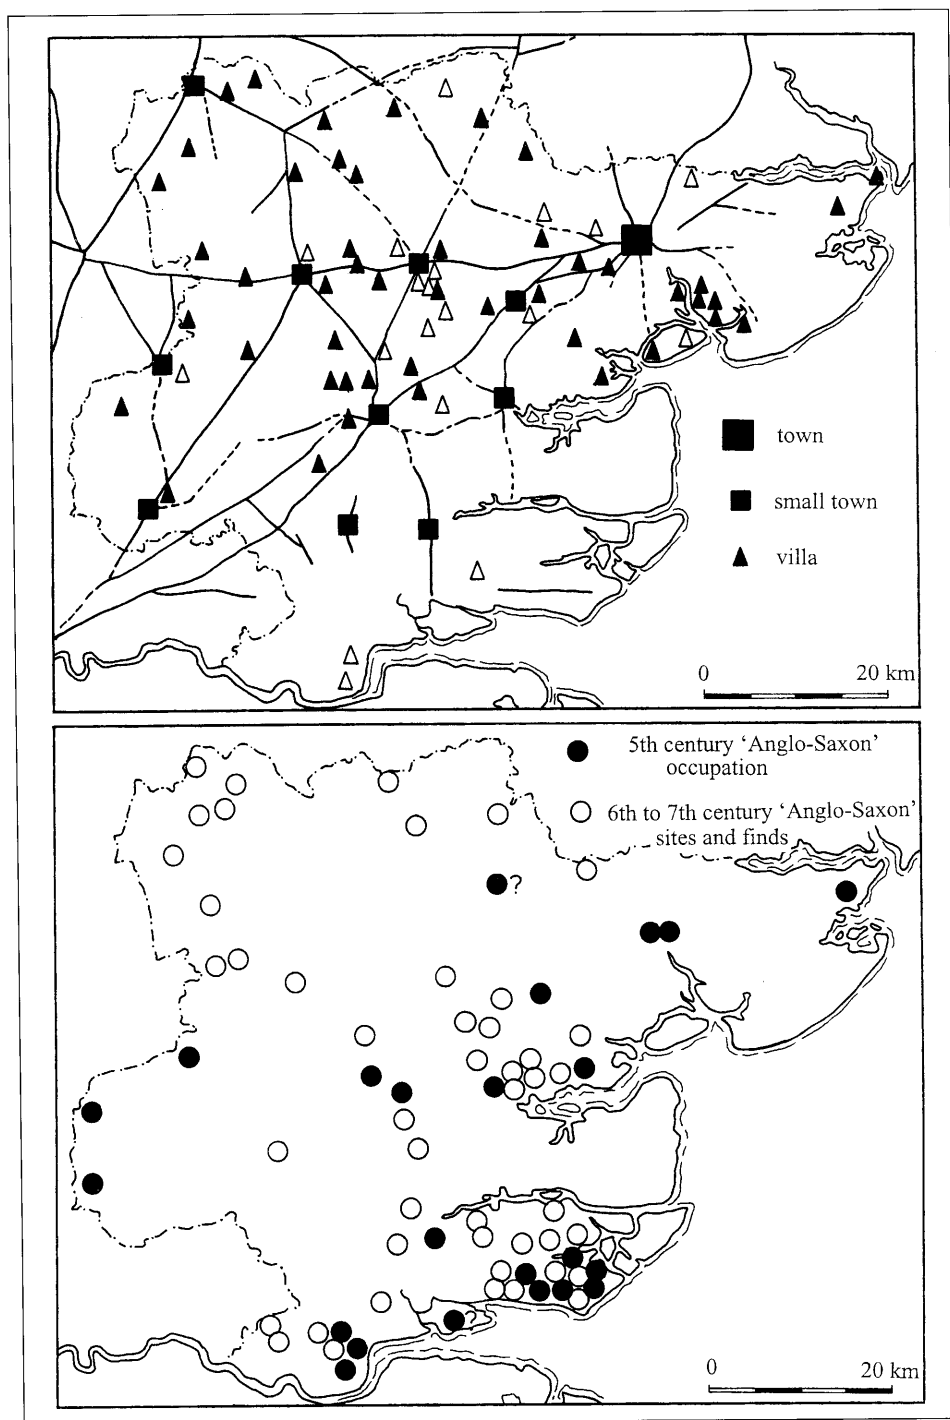 town
small town
villa
0 20 km
5th century ‘Anglo-Saxon’
occupation
6th to 7th century ‘Anglo-Saxon’
sites and finds
?
0 20 km